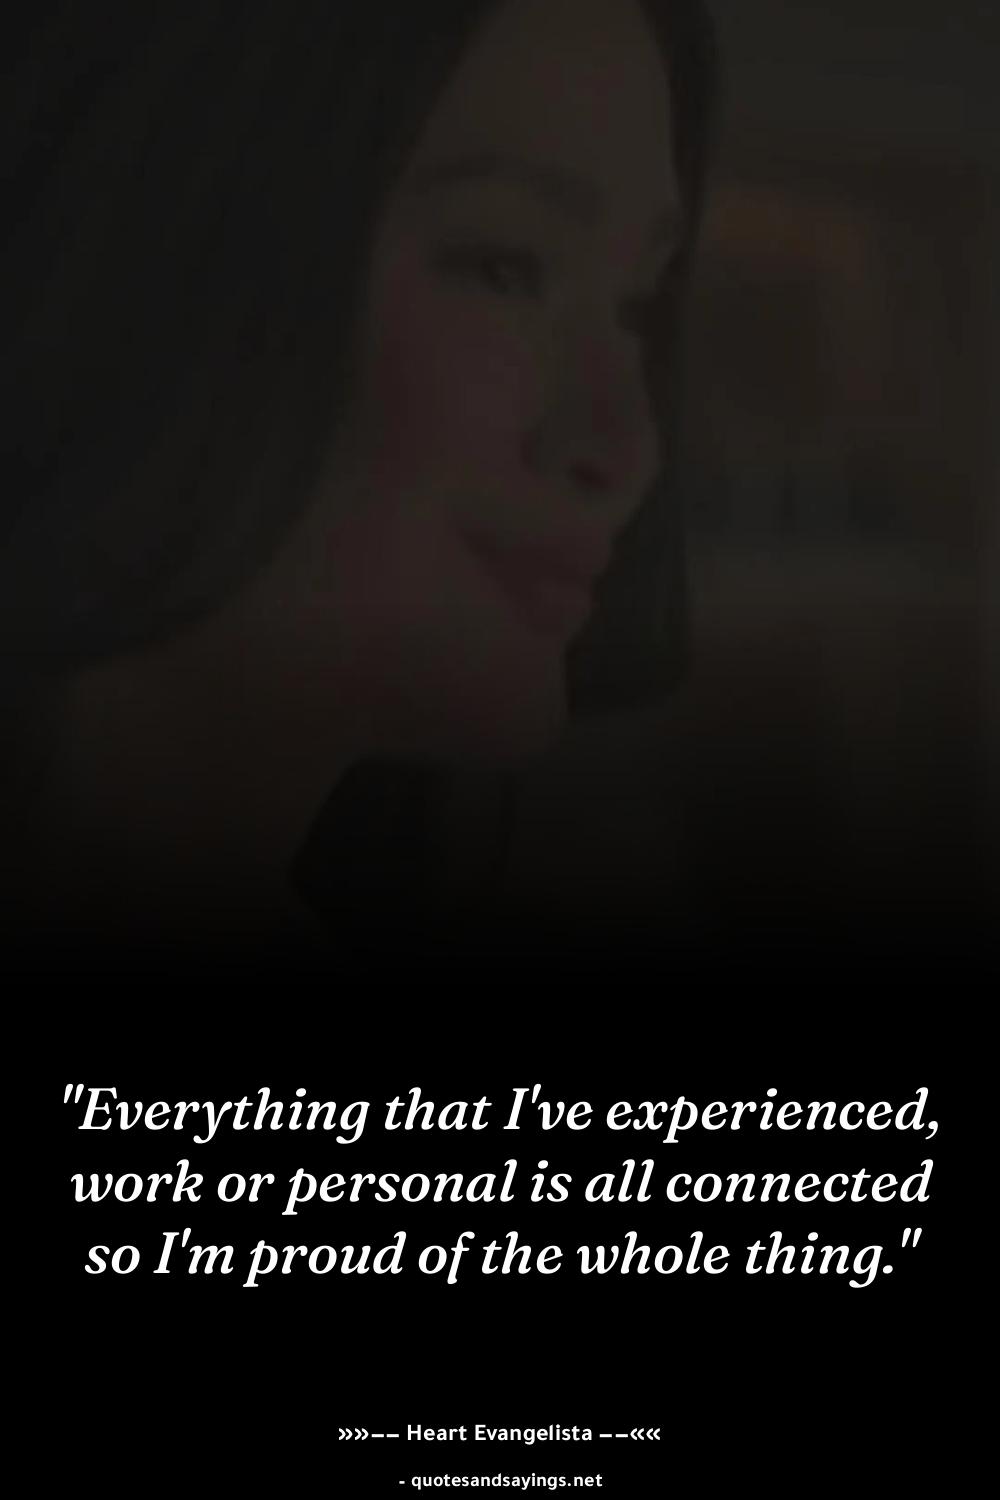 "Everything that I've experienced,
work or personal is all connected
so I'm proud of the whole thing."
»»–– Heart Evangelista ––««
- quotesandsayings.net